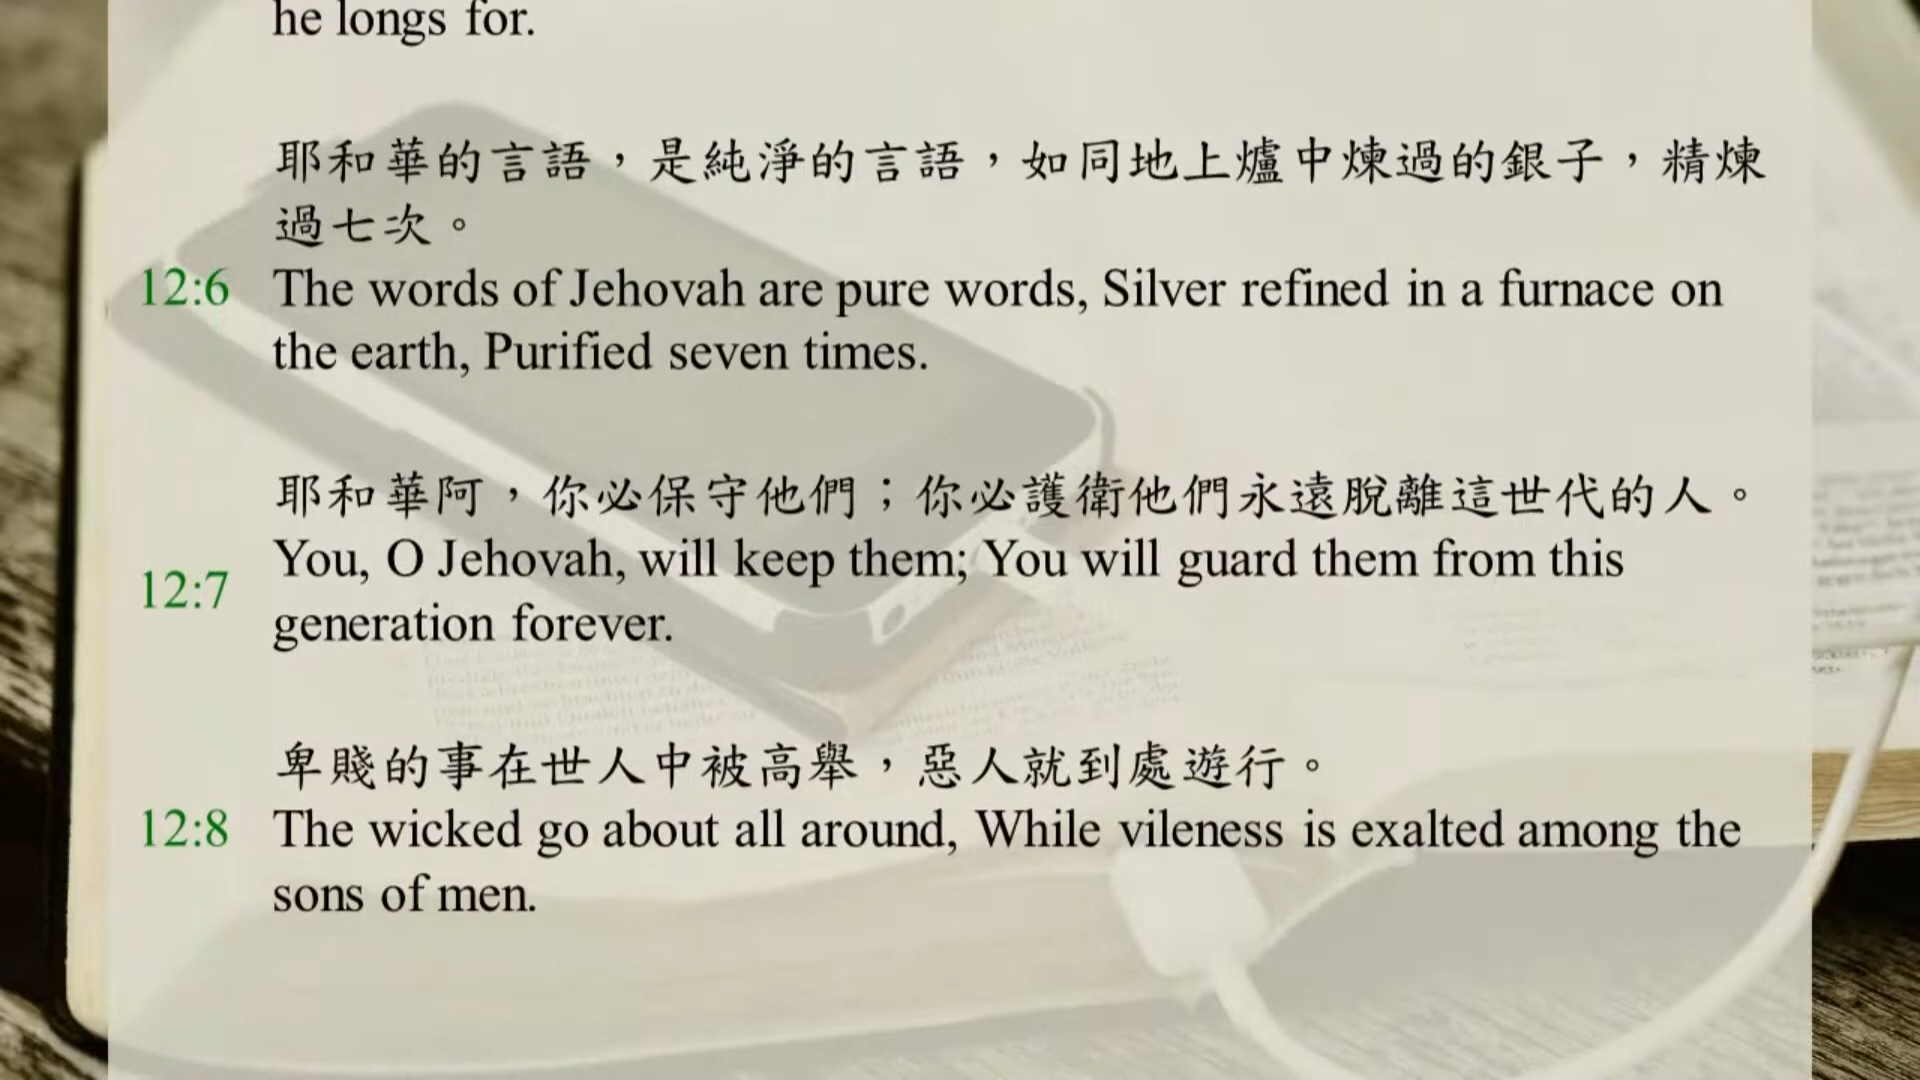 he longs for.
耶和華的言語，是純淨的言語，如同地上爐中煉過的銀子，精煉
過七次。
12:6 The words of Jehovah are pure words, Silver refined in a furnace on
the earth, Purified seven times.
耶和華阿，你必保守他們；你必護衛他們永遠脫離這世代的人。
You, O Jehovah, will keep them; You will guard them from this
12:7
generation forever.
卑賤的事在世人中被高舉，惡人就到處遊行。
12:8 The wicked go about all around, While vileness is exalted among the
sons of men.